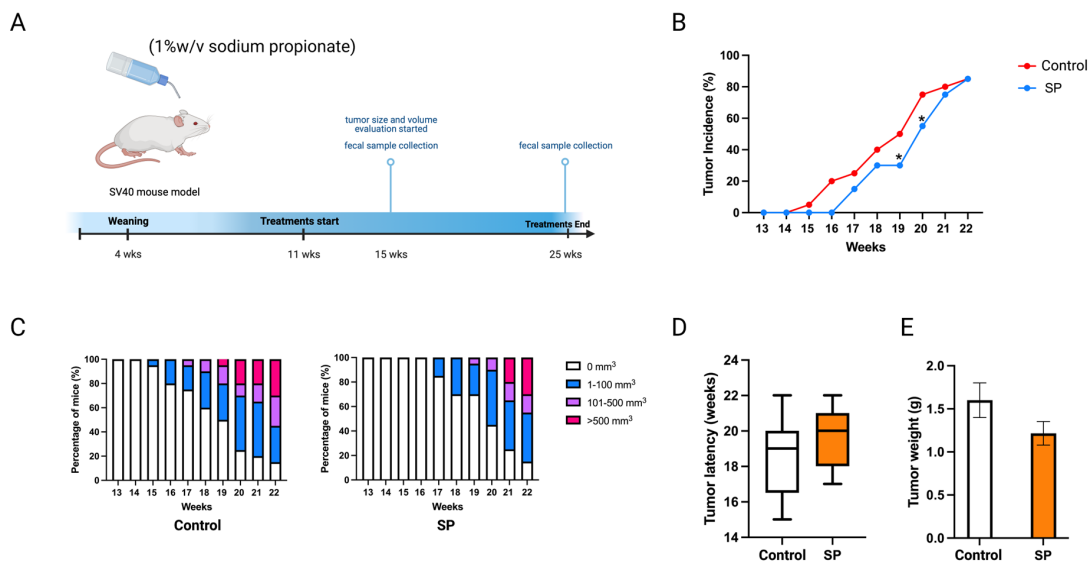 A
(1%w/v sodium propionate)
SV40 mouse model
tumor size and volume
evaluation started
fecal sample collection
fecal sample collection
Weaning
Treatments start
Treatments End
4 wks
11 wks
15 wks
25 wks
B
Tumor Incidence (%)
100
80
60
40
20
0
*
*
13 14 15 16 17 18 19 20 21 22
Weeks
Control
SP
C
Percentage of mice (%)
100
80
60
40
20
0
13 14 15 16 17 18 19 20 21 22
Weeks
Control
Percentage of mice (%)
100
80
60
40
20
0
13 14 15 16 17 18 19 20 21 22
Weeks
SP
0 mm³
1-100 mm³
101-500 mm³
>500 mm³
D
Tumor latency (weeks)
24
22
20
18
16
14
Control SP
E
Tumor weight (g)
2.0
1.5
1.0
0.5
0.0
Control SP